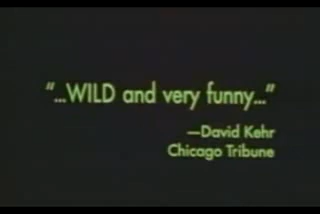 "...WILD and very funny..."
—David Kehr
Chicago Tribune